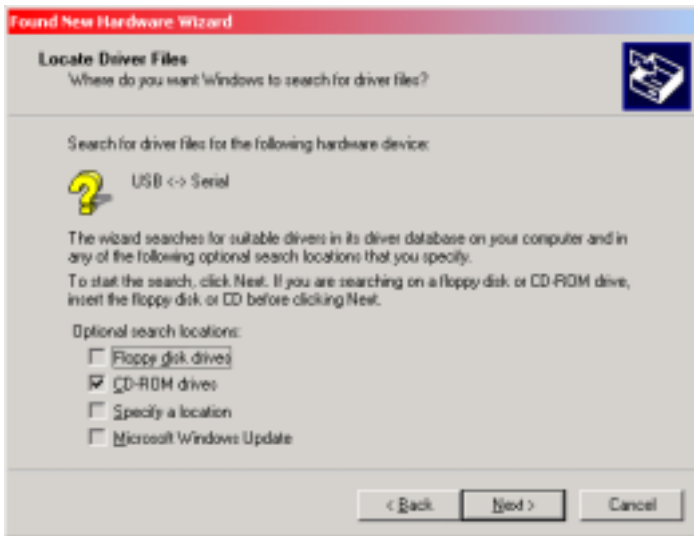 Found New Hardware Wizard
Locate Driver Files
Where do you want Windows to search for driver files?
Search for driver files for the following hardware device:
USB <-> Serial
The wizard searches for suitable drivers in its driver database on your computer and in
any of the following optional search locations that you specify.
To start the search, click Next. If you are searching on a floppy disk or CD-ROM drive,
insert the floppy disk or CD before clicking Next.
Optional search locations:
Floppy disk drives
CD-ROM drives
Specify a location
Microsoft Windows Update
< Back Next > Cancel